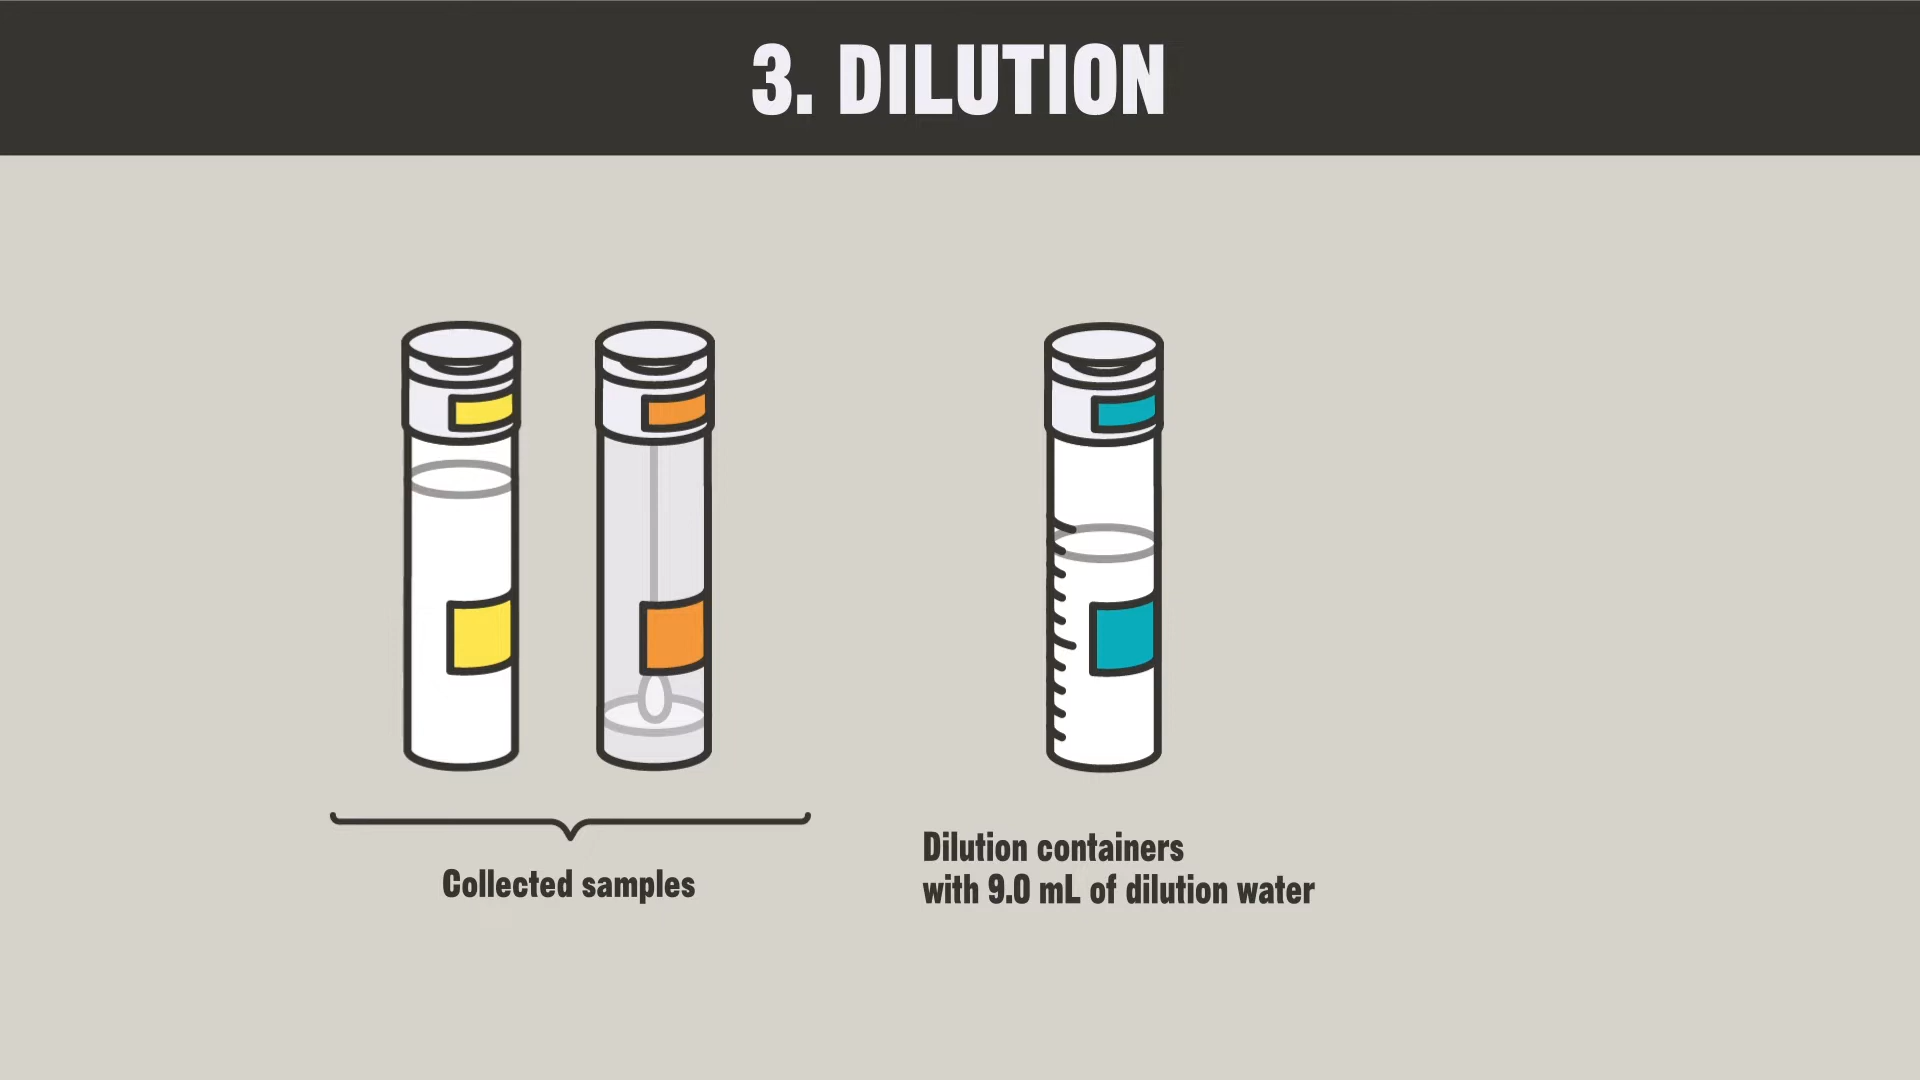 3. DILUTION
Collected samples
Dilution containers
with 9.0 mL of dilution water